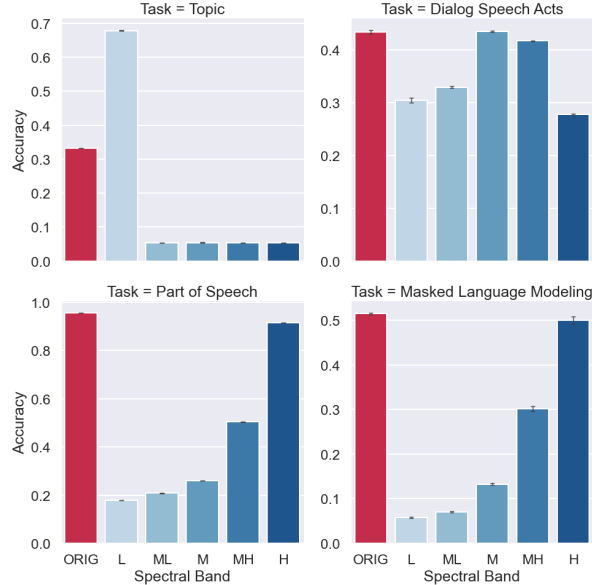 Task = Topic
0.7
0.6
0.5
0.4
0.3
0.2
0.1
0.0
Accuracy
Task = Dialog Speech Acts
0.4
0.3
0.2
0.1
0.0
Task = Part of Speech
1.0
0.8
0.6
0.4
0.2
0.0
Accuracy
ORIG L ML M MH H
Spectral Band
Task = Masked Language Modeling
0.5
0.4
0.3
0.2
0.1
0.0
ORIG L ML M MH H
Spectral Band